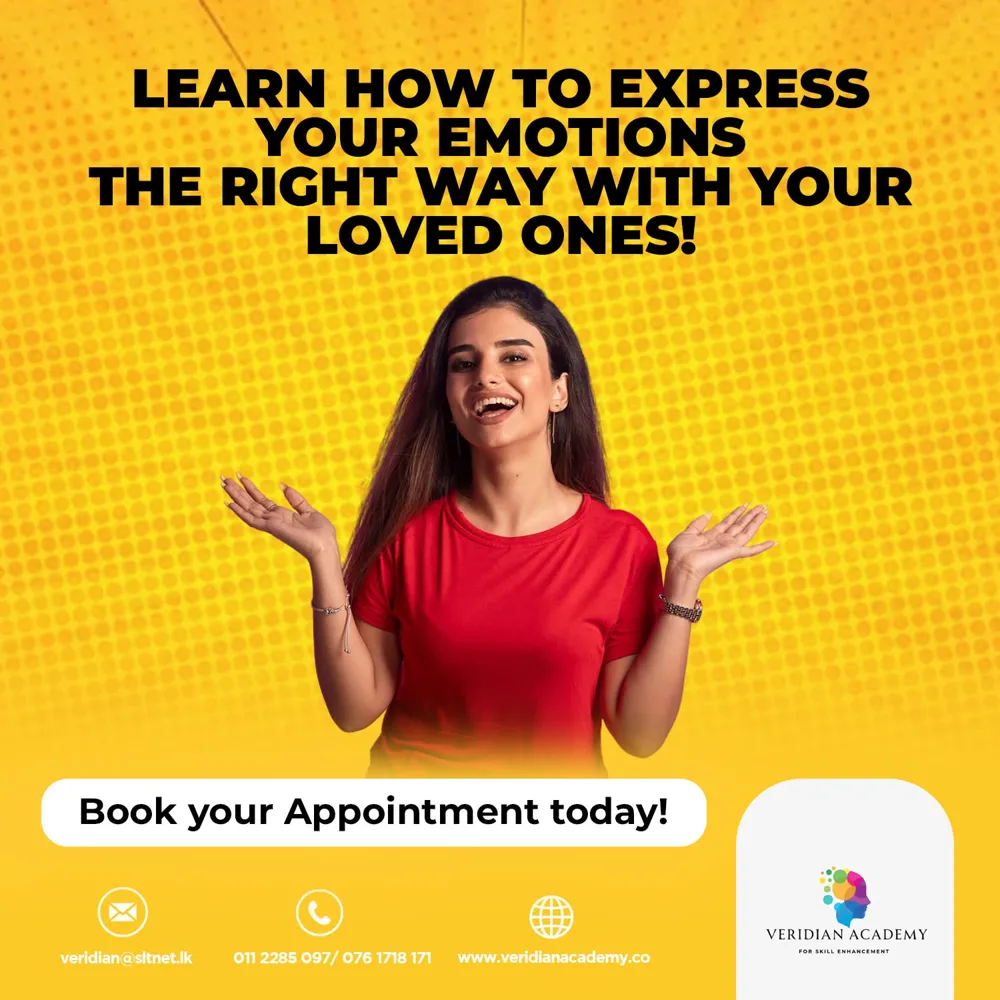 LEARN HOW TO EXPRESS
YOUR EMOTIONS
THE RIGHT WAY WITH YOUR
LOVED ONES!
Book your Appointment today!
veridian@sltnet.lk
011 2285 097/ 076 1718 171
www.veridianacademy.co
VERIDIAN ACADEMY
FOR SKILL ENHANCEMENT